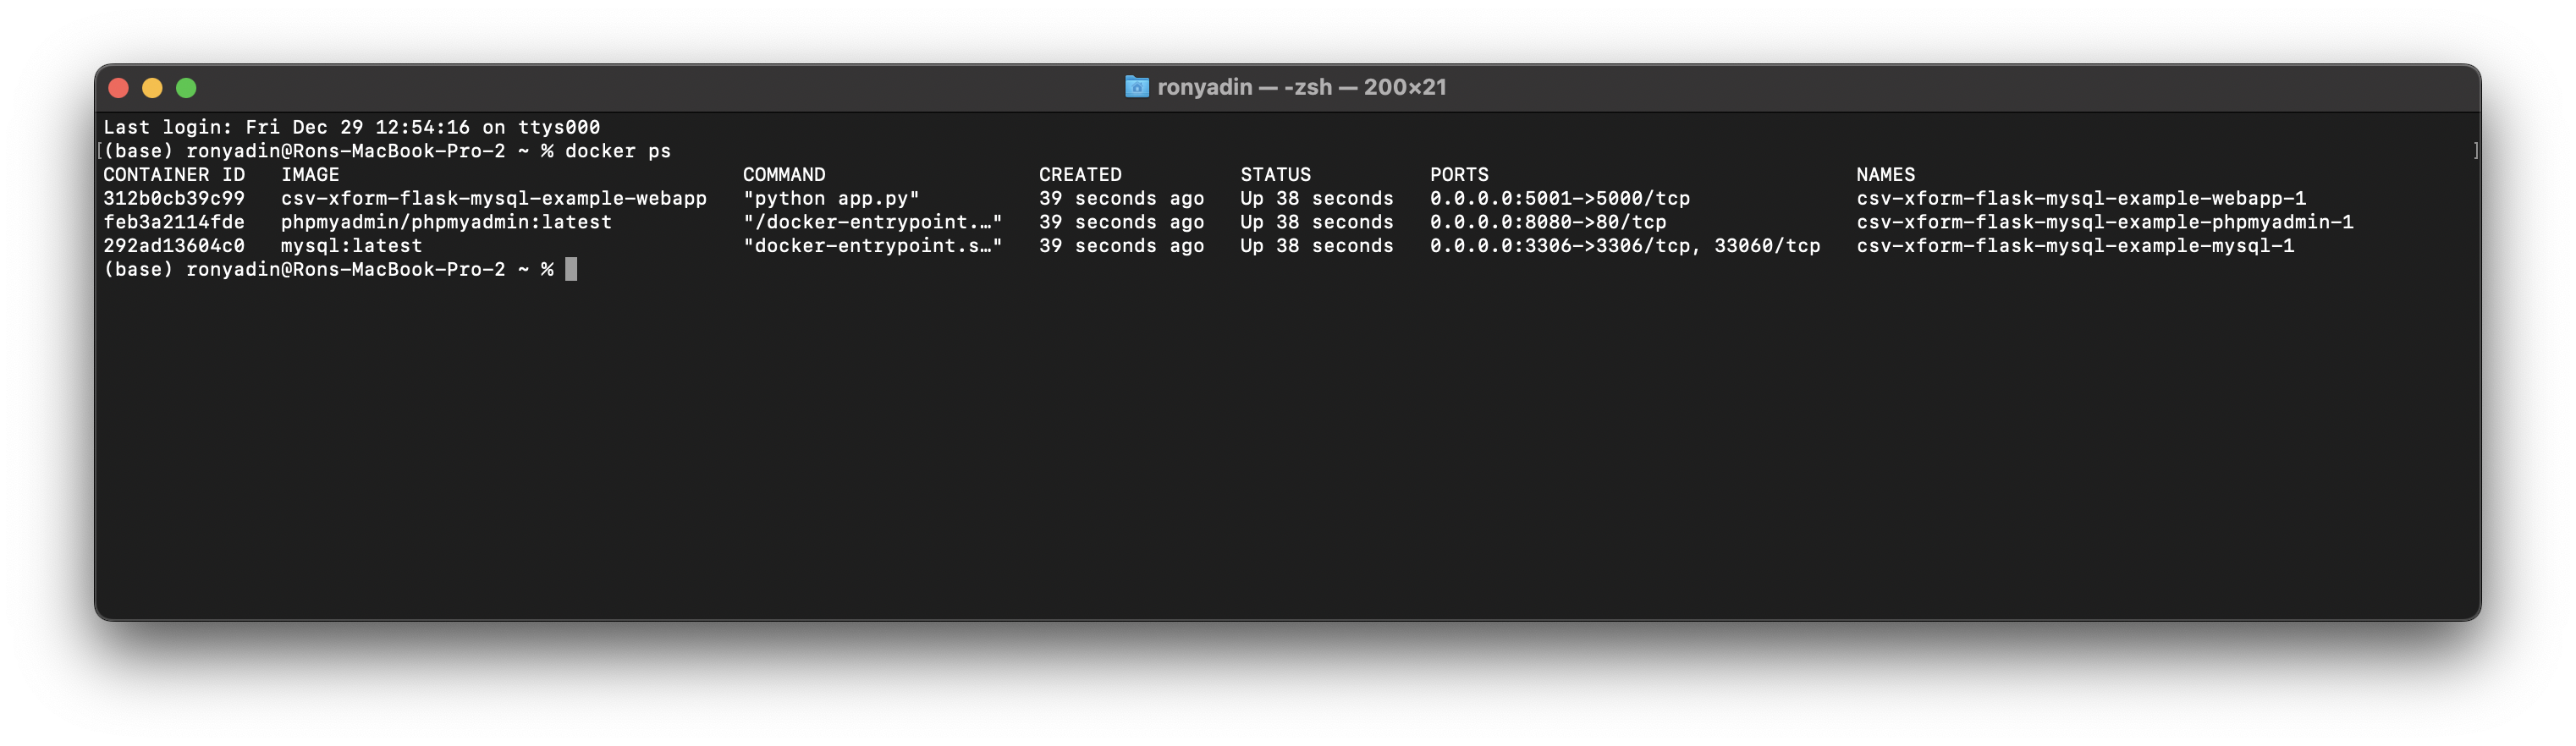 ronyadin — -zsh — 200×21
Last login: Fri Dec 29 12:54:16 on ttys000
[(base) ronyadin@Rons-MacBook-Pro-2 ~ % docker ps ]
CONTAINER ID   IMAGE                                  COMMAND                  CREATED          STATUS          PORTS                               NAMES
312b0cb39c99   csv-xform-flask-mysql-example-webapp   "python app.py"          39 seconds ago   Up 38 seconds   0.0.0.0:5001->5000/tcp              csv-xform-flask-mysql-example-webapp-1
feb3a2114fde   phpmyadmin/phpmyadmin:latest           "/docker-entrypoint.…"   39 seconds ago   Up 38 seconds   0.0.0.0:8080->80/tcp                csv-xform-flask-mysql-example-phpmyadmin-1
292ad13604c0   mysql:latest                           "docker-entrypoint.s…"   39 seconds ago   Up 38 seconds   0.0.0.0:3306->3306/tcp, 33060/tcp   csv-xform-flask-mysql-example-mysql-1
(base) ronyadin@Rons-MacBook-Pro-2 ~ %